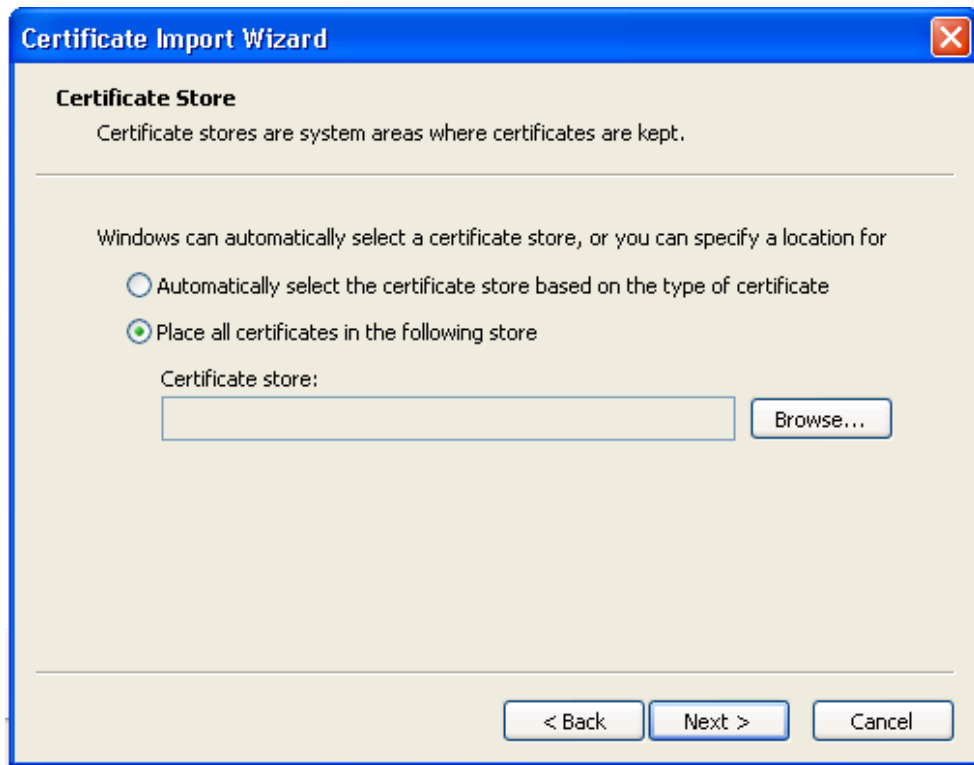 Certificate Import Wizard
Certificate Store
Certificate stores are system areas where certificates are kept.
Windows can automatically select a certificate store, or you can specify a location for
Automatically select the certificate store based on the type of certificate
Place all certificates in the following store
Certificate store:
Browse...
< Back Next > Cancel